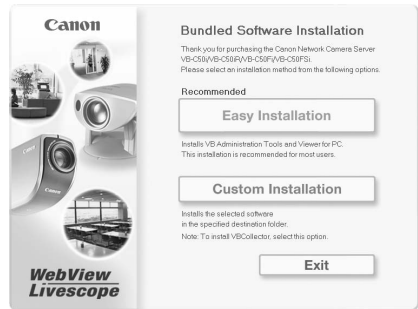 Canon
WebView
Livescope
Bundled Software Installation
Thank you for purchasing the Canon Network Camera Server
VB-C50i/VB-C50iR/VB-C50Fi/VB-C50FSi.
Please select an installation method from the following options.
Recommended
Easy Installation
Installs VB Administration Tools and Viewer for PC.
This installation is recommended for most users.
Custom Installation
Installs the selected software
in the specified destination folder.
Note: To install VBCollector, select this option.
Exit